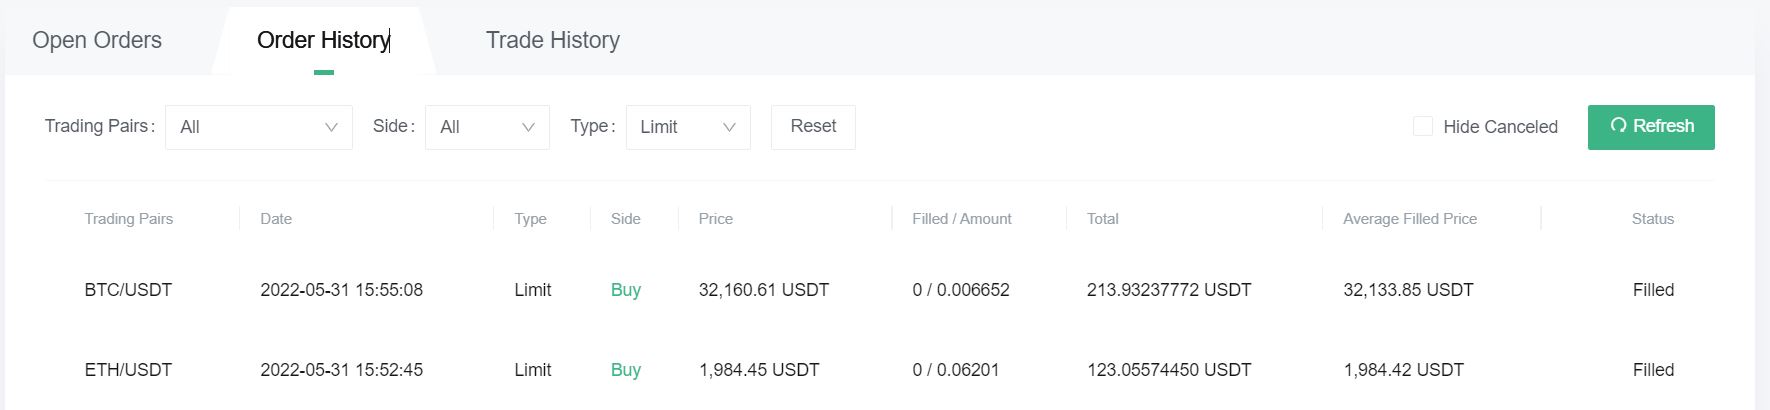 Open Orders Order History Trade History
Trading Pairs: All Side: All Type: Limit Reset Hide Canceled Refresh
Trading Pairs Date Type Side Price Filled / Amount Total Average Filled Price Status
BTC/USDT 2022-05-31 15:55:08 Limit Buy 32,160.61 USDT 0 / 0.006652 213.93237772 USDT 32,133.85 USDT Filled
ETH/USDT 2022-05-31 15:52:45 Limit Buy 1,984.45 USDT 0 / 0.06201 123.05574450 USDT 1,984.42 USDT Filled